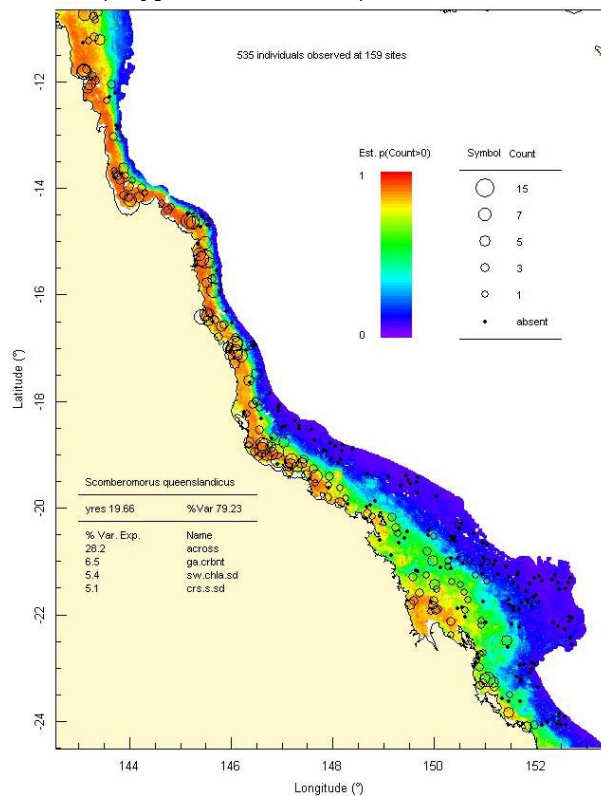 -12
-14
-16
-18
-20
-22
-24
Latitude (°)
535 individuals observed at 159 sites
Est. p(Count>0)
1
0
Symbol Count
15
7
5
3
1
absent
Scomberomorus queenslandicus
yres 19.66 %Var 79.23
% Var. Exp. Name
28.2 across
6.5 ga.crbnt
5.4 sw.chla.sd
5.1 crs.s.sd
144 146 148 150 152
Longitude (°)